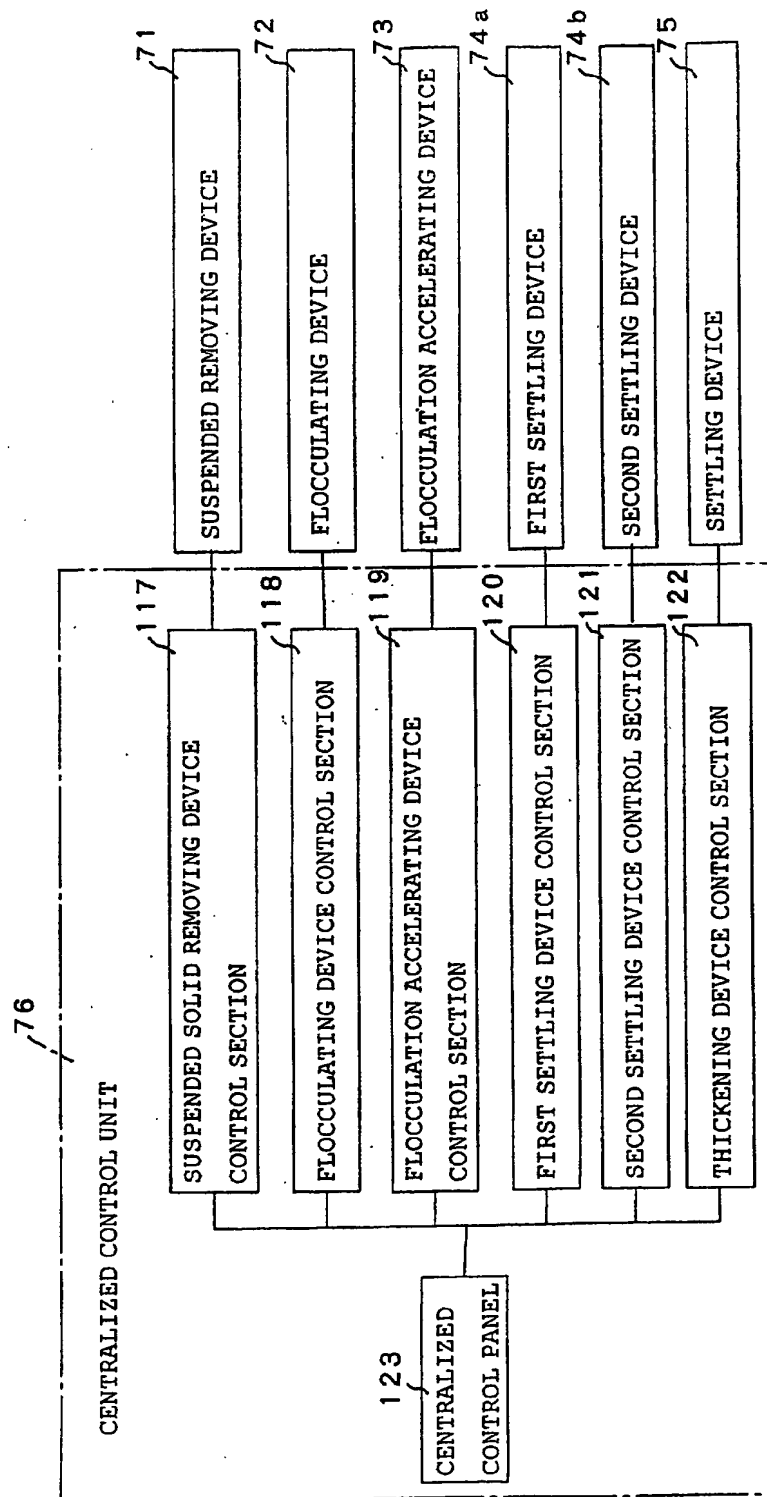 76
CENTRALIZED CONTROL UNIT
123
CENTRALIZED
CONTROL PANEL
117
SUSPENDED SOLID REMOVING DEVICE
CONTROL SECTION
71
SUSPENDED REMOVING DEVICE
118
FLOCCULATING DEVICE CONTROL SECTION
72
FLOCCULATING DEVICE
119
FLOCCULATION ACCELERATING DEVICE
CONTROL SECTION
73
FLOCCULATION ACCELERATING DEVICE
120
FIRST SETTLING DEVICE CONTROL SECTION
74a
FIRST SETTLING DEVICE
121
SECOND SETTLING DEVICE CONTROL SECTION
74b
SECOND SETTLING DEVICE
122
THICKENING DEVICE CONTROL SECTION
75
SETTLING DEVICE